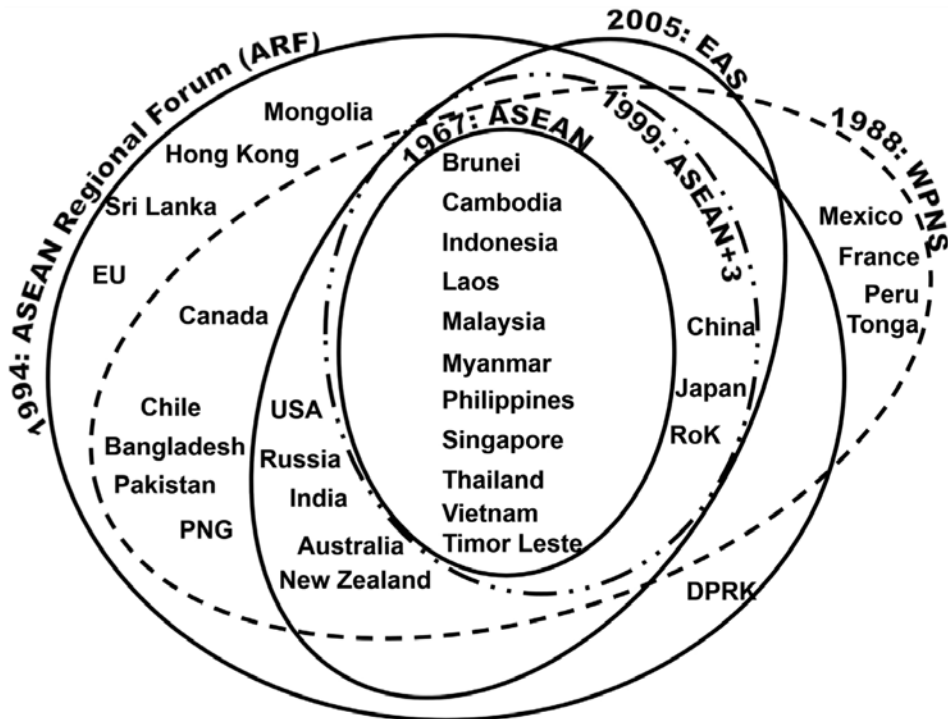 1994: ASEAN Regional Forum (ARF)
2005: EAS
1988: WPNS
1999: ASEAN+3
1967: ASEAN
Mongolia
Hong Kong
Sri Lanka
EU
Canada
Chile
Bangladesh
Pakistan
PNG
USA
Russia
India
Australia
New Zealand
Brunei
Cambodia
Indonesia
Laos
Malaysia
Myanmar
Philippines
Singapore
Thailand
Vietnam
Timor Leste
China
Japan
RoK
Mexico
France
Peru
Tonga
DPRK